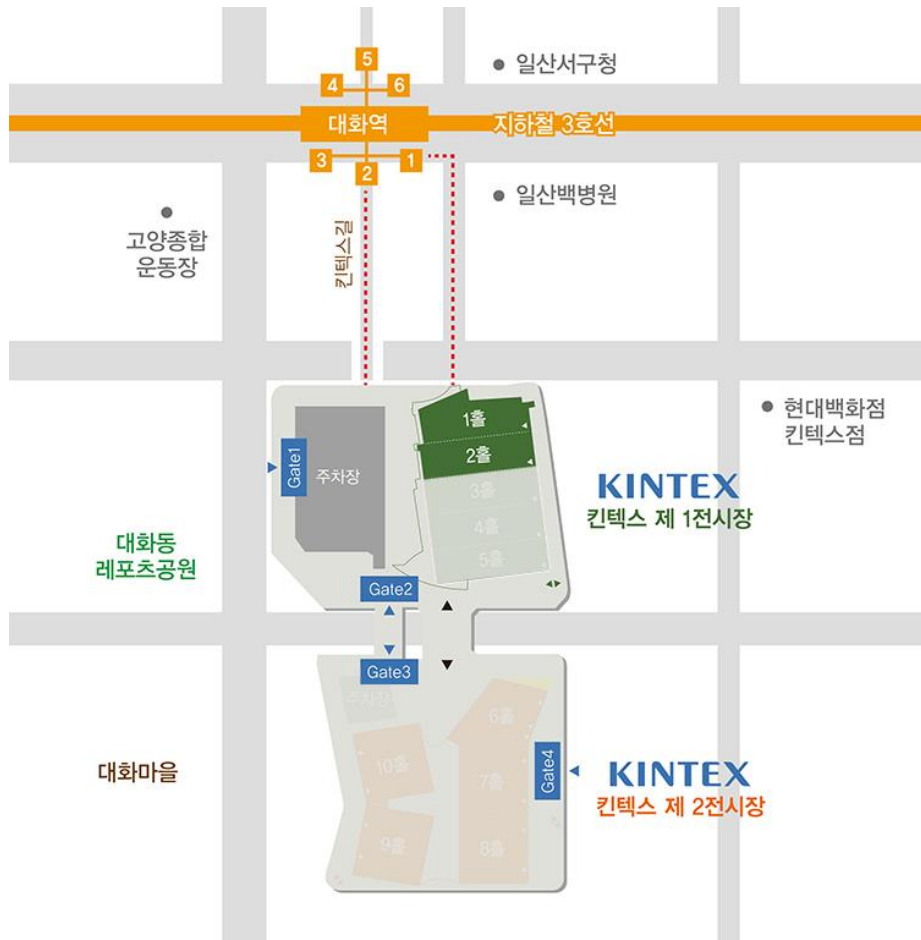 5
4
6
일산서구청
대화역
지하철 3호선
3
1
2
일산백병원
고양종합
운동장
킨텍스길
1홀
현대백화점
킨텍스점
2홀
Gate1
주차장
3홀
KINTEX
킨텍스 제 1전시장
4홀
대화동
레포츠공원
5홀
Gate2
Gate3
주차장
6홀
10홀
7홀
Gate4
대화마을
KINTEX
킨텍스 제 2전시장
9홀
8홀